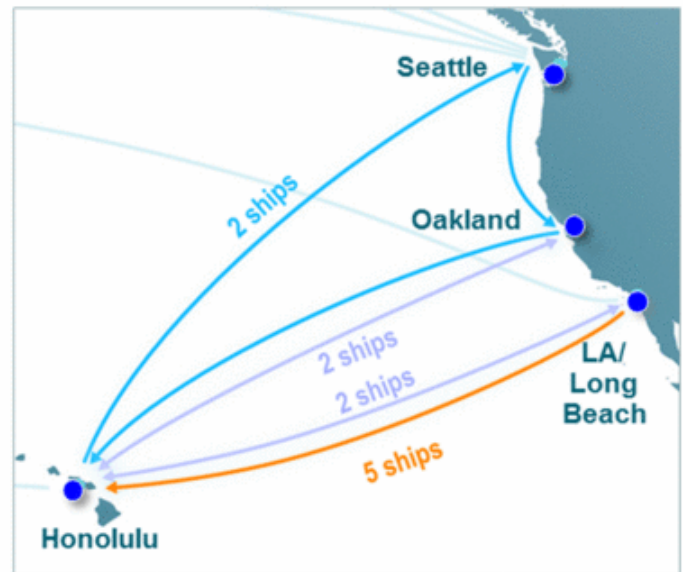 Seattle
2 ships
Oakland
2 ships
2 ships
LA/
Long
Beach
5 ships
Honolulu